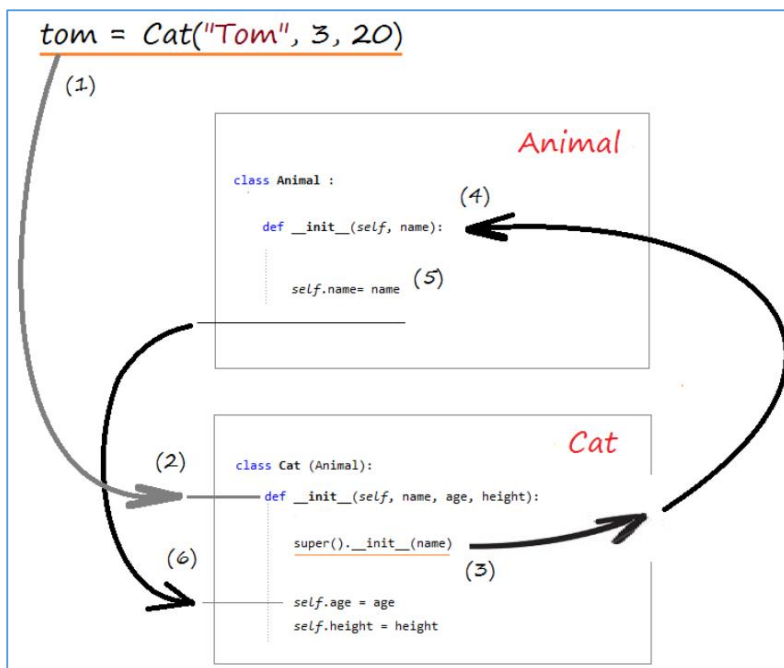 tom = Cat("Tom", 3, 20)
(1)
Animal
class Animal :
(4)
def __init__(self, name):
self.name= name
(5)
Cat
class Cat (Animal):
(2)
def __init__(self, name, age, height):
super().__init__(name)
(3)
(6)
self.age = age
self.height = height